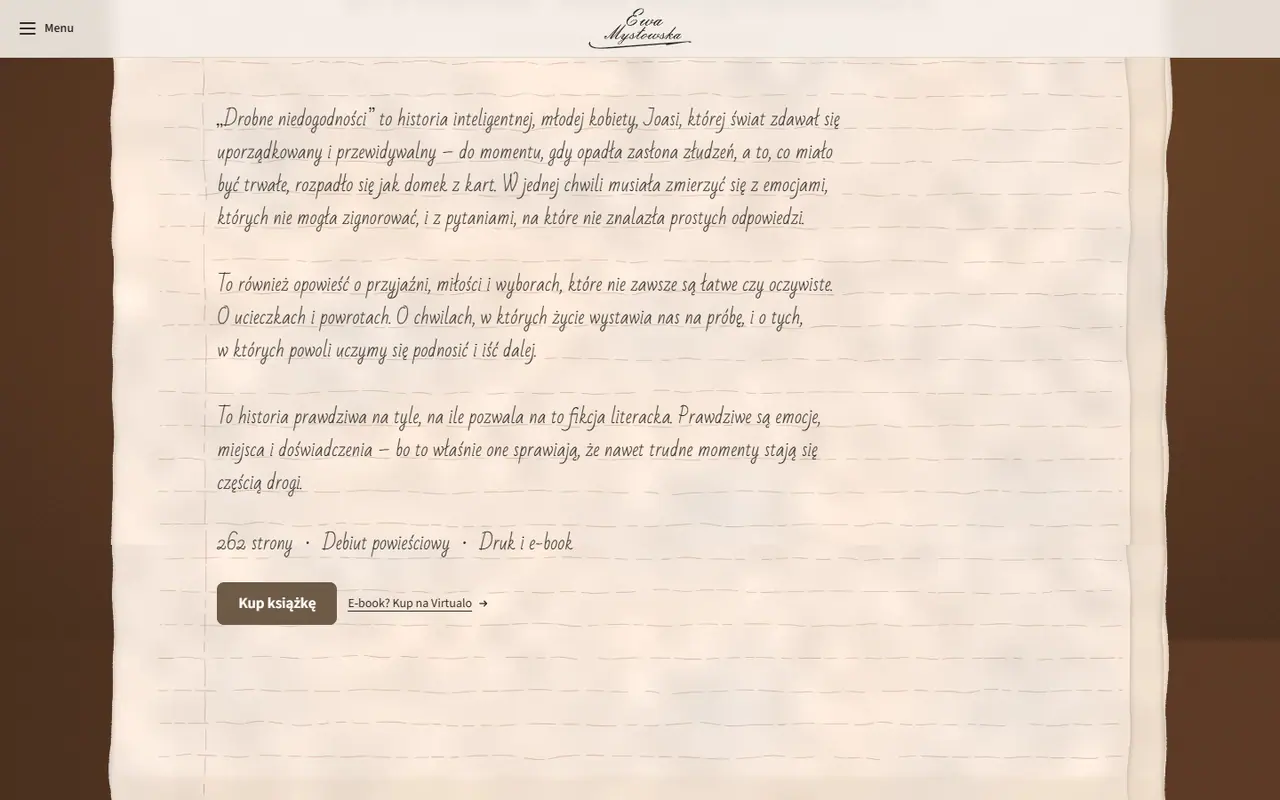 Menu
Ewa
Mysłowska
„Drobne niedogodności” to historia inteligentnej, młodej kobiety, Joasi, której świat zdawał się
uporządkowany i przewidywalny – do momentu, gdy opadła zasłona złudzeń, a to, co miało
być trwałe, rozpadło się jak domek z kart. W jednej chwili musiała zmierzyć się z emocjami,
których nie mogła zignorować, i z pytaniami, na które nie znalazła prostych odpowiedzi.
To również opowieść o przyjaźni, miłości i wyborach, które nie zawsze są łatwe czy oczywiste.
O ucieczkach i powrotach. O chwilach, w których życie wystawia nas na próbę, i o tych,
w których powoli uczymy się podnosić i iść dalej.
To historia prawdziwa na tyle, na ile pozwala na to fikcja literacka. Prawdziwe są emocje,
miejsca i doświadczenia – bo to właśnie one sprawiają, że nawet trudne momenty stają się
częścią drogi.
262 strony · Debiut powieściowy · Druk i e-book
Kup książkę E-book? Kup na Virtualo →